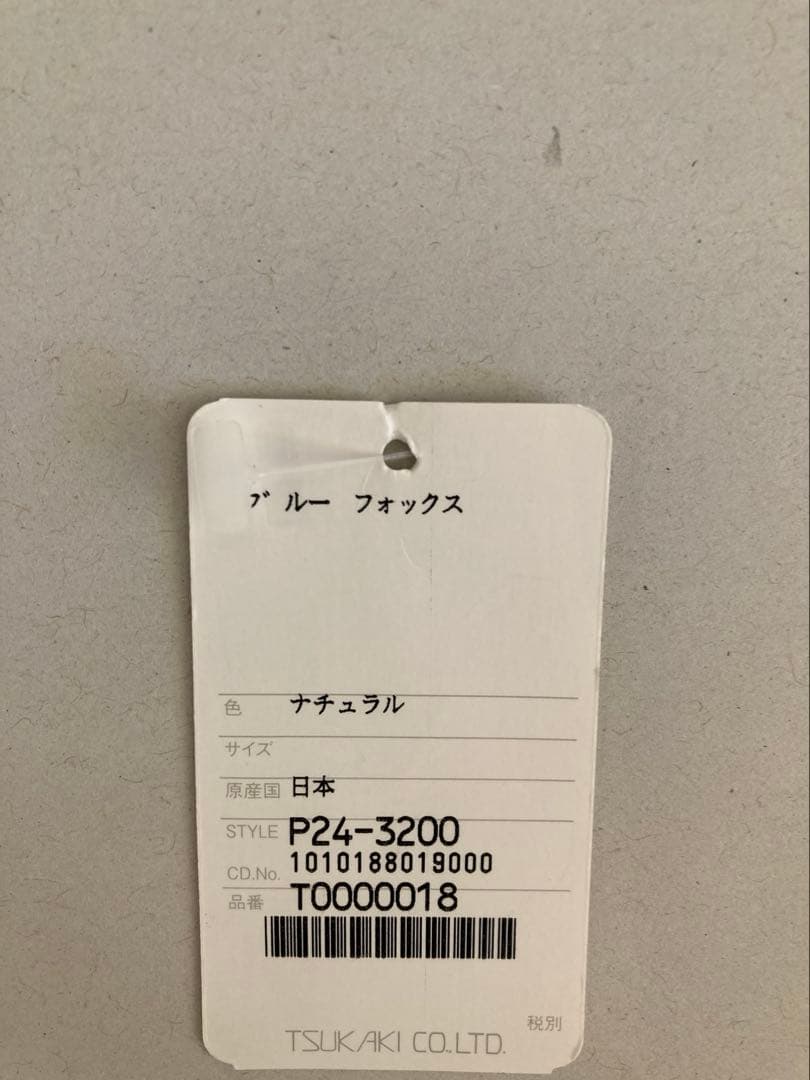 ブルー フォックス
色 ナチュラル
サイズ
原産国 日本
STYLE P24-3200
CD.No. 1010188019000
品番 T0000018
税別
TSUKAKI CO.,LTD.